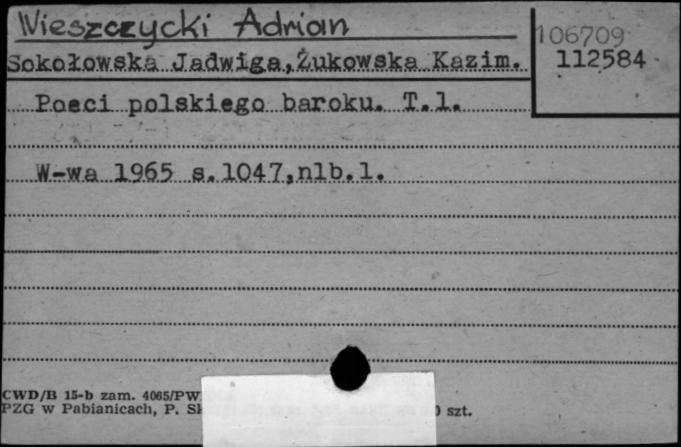 Wieszczycki Adrian
106709
Sokołowska Jadwiga,Żukowska Kazim.
112584
Poeci polskiego baroku. T.1.
W-wa 1965 s.1047,nlb.1.
CWD/B 15-b zam. 4065/PW
PZG w Pabianicach, P. Sk
szt.